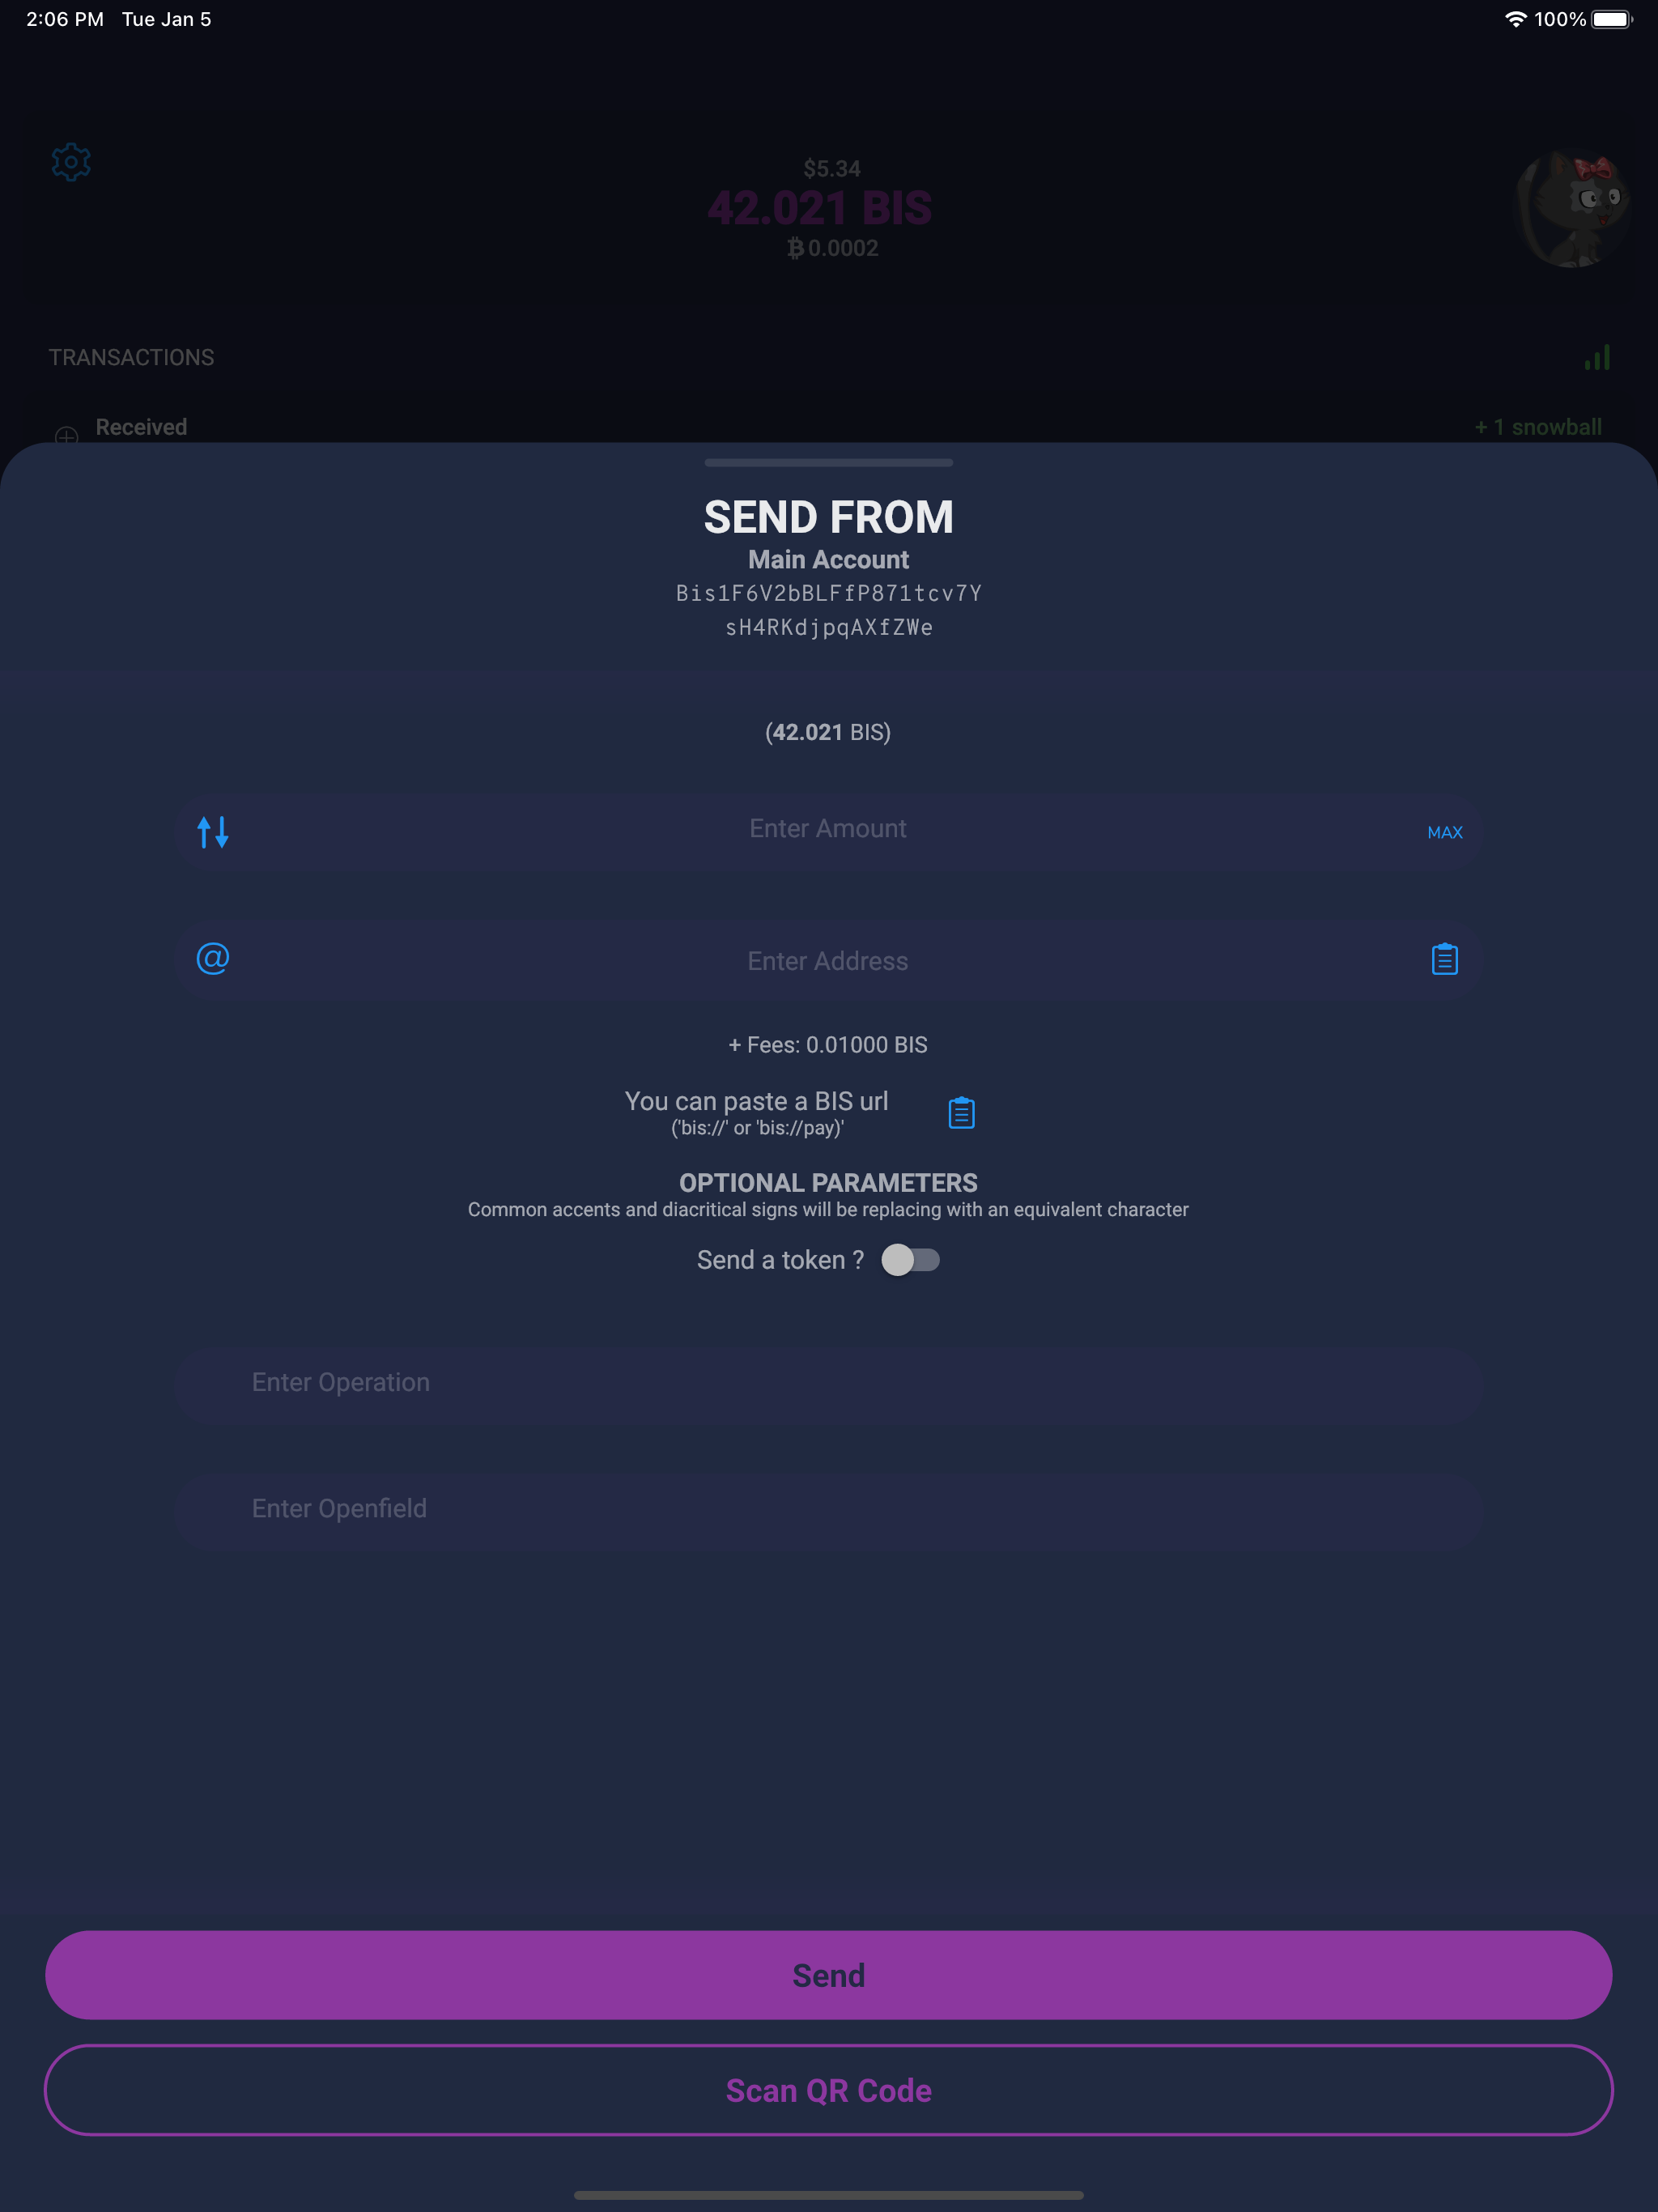 2:06 PM Tue Jan 5 100%
$5.34
42.021 BIS
₿0.0002
TRANSACTIONS
Received + 1 snowball
SEND FROM
Main Account
Bis1F6V2bBLFfP871tcv7Y
sH4RKdjpqAXfZWe
(42.021 BIS)
Enter Amount MAX
@ Enter Address
+ Fees: 0.01000 BIS
You can paste a BIS url
('bis://' or 'bis://pay)'
OPTIONAL PARAMETERS
Common accents and diacritical signs will be replacing with an equivalent character
Send a token ?
Enter Operation
Enter Openfield
Send
Scan QR Code